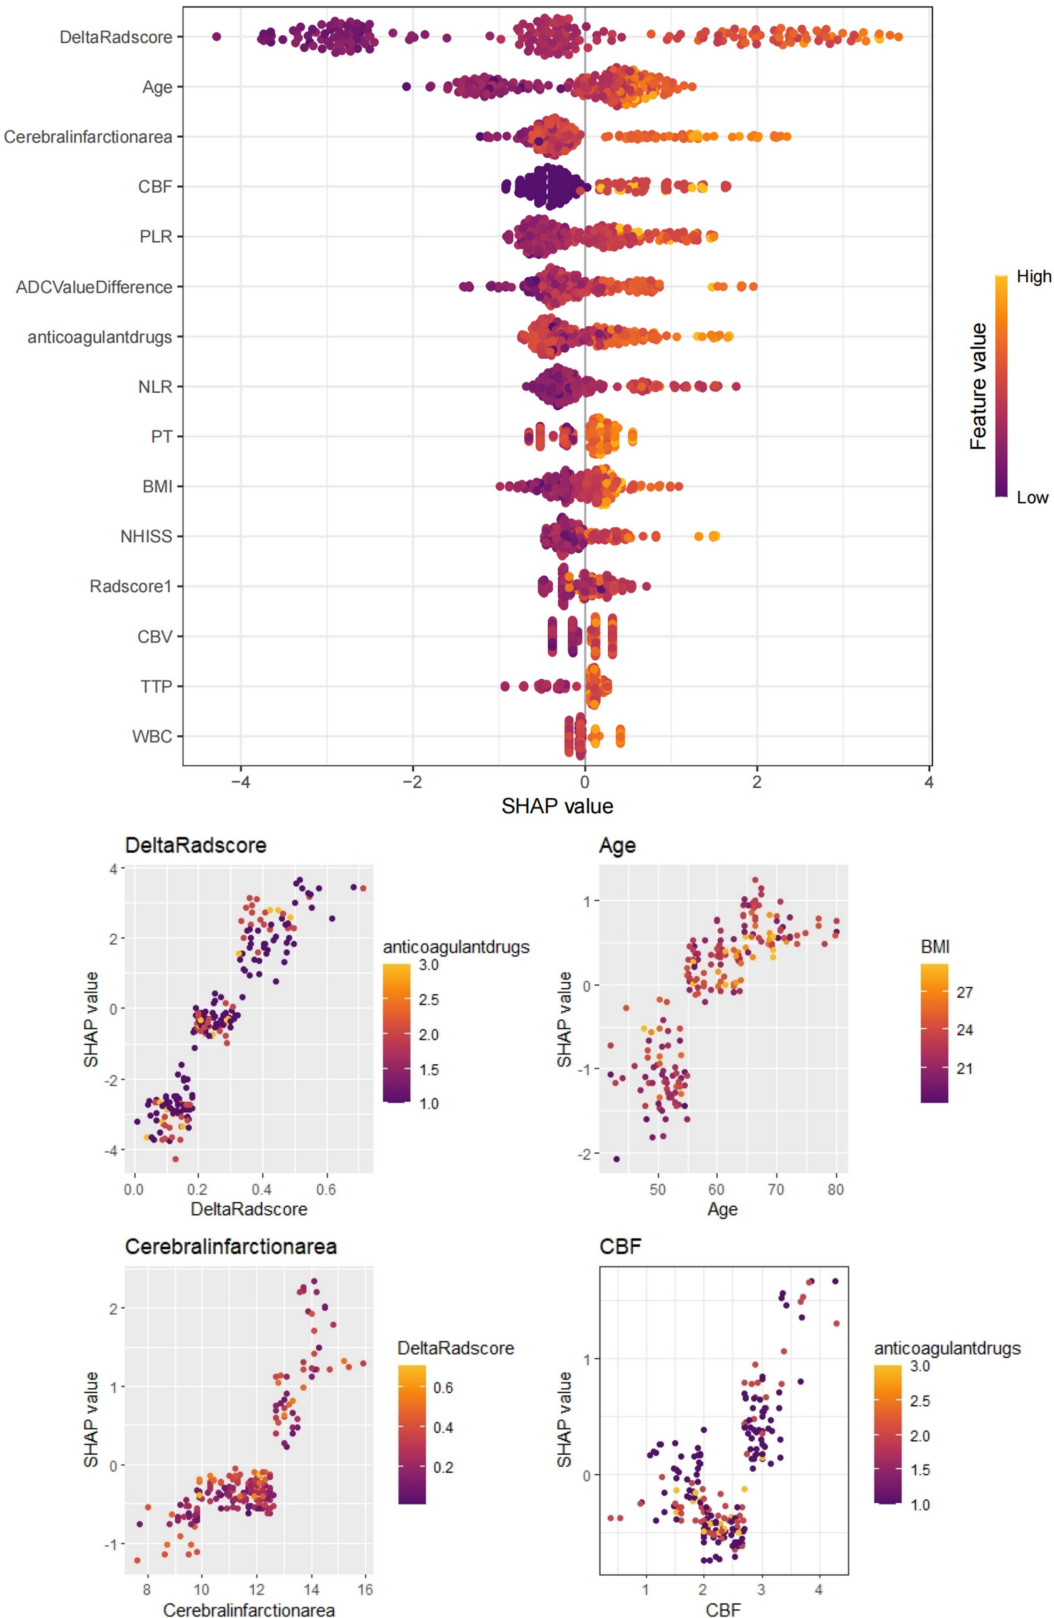 DeltaRadscore
Age
Cerebralinfarctionarea
CBF
PLR
ADCValueDifference
anticoagulantdrugs
NLR
PT
BMI
NHISS
Radscore1
CBV
TTP
WBC
−4 −2 0 2 4
SHAP value
High
Feature value
Low
DeltaRadscore
4
2
0
-2
-4
SHAP value
0.0 0.2 0.4 0.6
DeltaRadscore
anticoagulantdrugs
3.0
2.5
2.0
1.5
1.0
Age
1
0
-1
-2
SHAP value
50 60 70 80
Age
BMI
27
24
21
Cerebralinfarctionarea
2
1
0
-1
SHAP value
8 10 12 14 16
Cerebralinfarctionarea
DeltaRadscore
0.6
0.4
0.2
CBF
1
0
SHAP value
1 2 3 4
CBF
anticoagulantdrugs
3.0
2.5
2.0
1.5
1.0